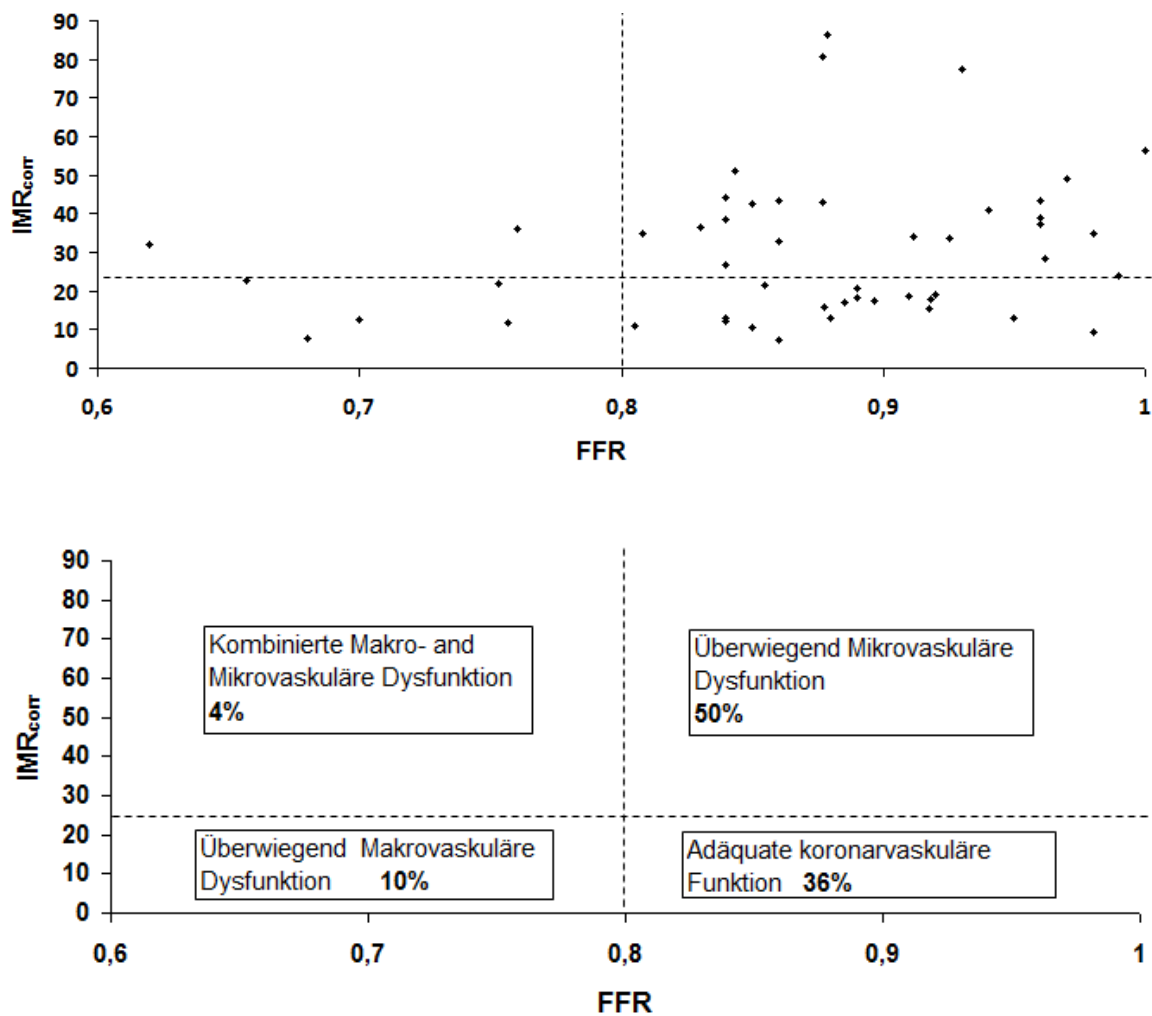 90
80
70
60
50
40
30
20
10
0
IMRcorr
0,6 0,7 0,8 0,9 1
FFR
90
80
70
60
50
40
30
20
10
0
IMRcorr
Kombinierte Makro- and
Mikrovaskuläre Dysfunktion
4%
Überwiegend Mikrovaskuläre
Dysfunktion
50%
Überwiegend Makrovaskuläre
Dysfunktion 10%
Adäquate koronarvaskuläre
Funktion 36%
0,6 0,7 0,8 0,9 1
FFR